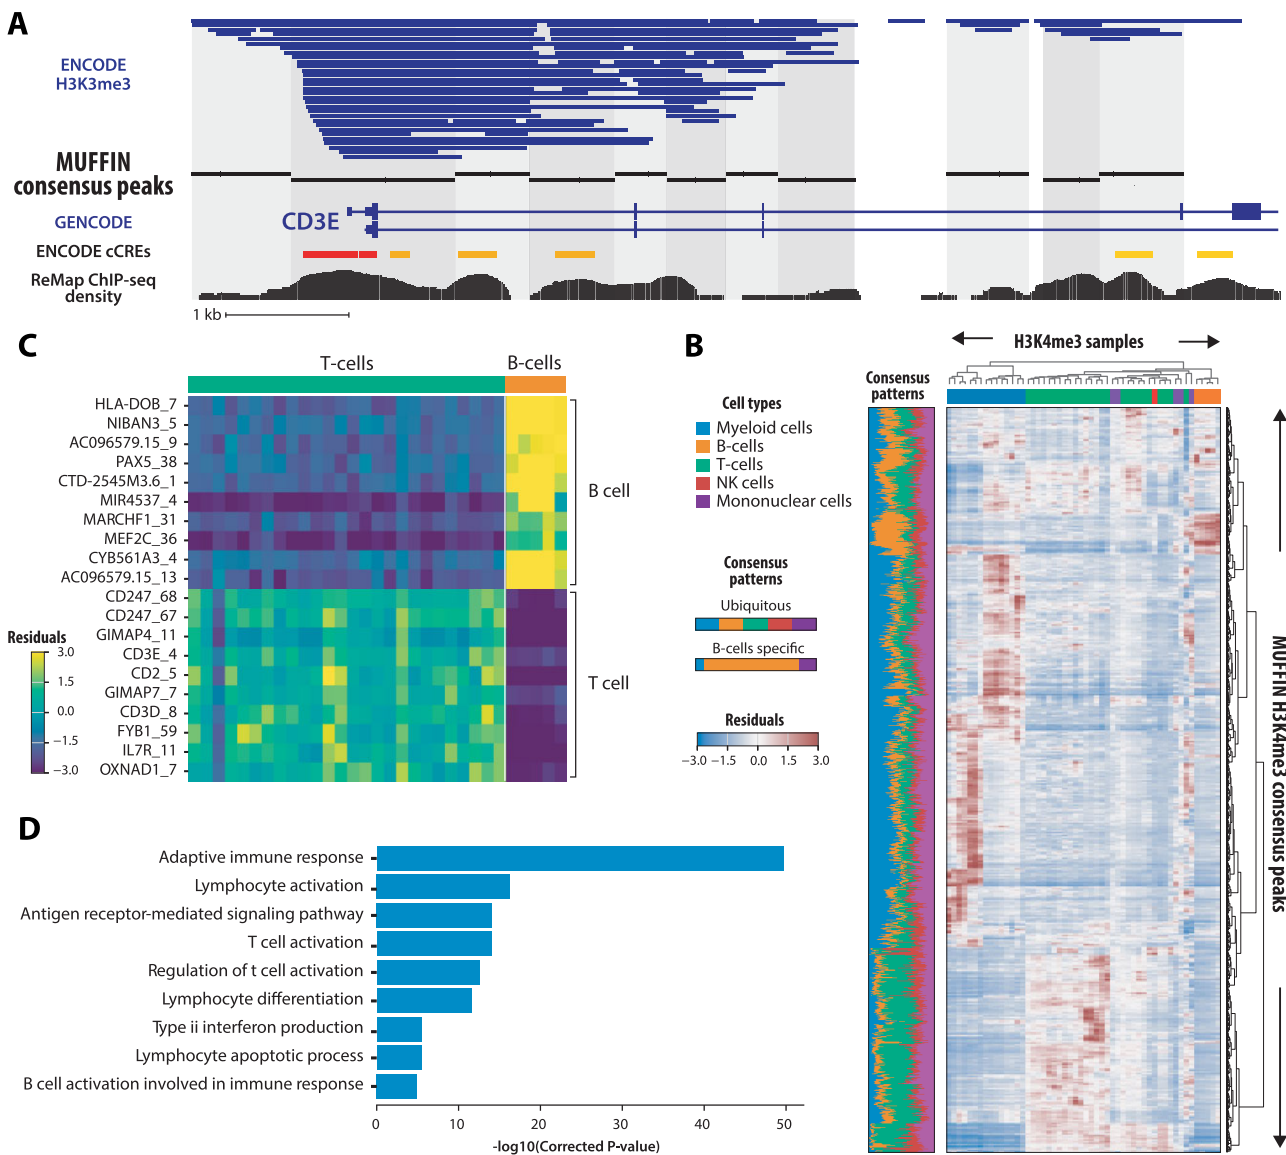 A
ENCODE
H3K3me3
MUFFIN
consensus peaks
GENCODE
CD3E
ENCODE cCREs
ReMap ChIP-seq
density
1 kb
C
T-cells
B-cells
HLA-DOB_7
NIBAN3_5
AC096579.15_9
PAX5_38
CTD-2545M3.6_1
MIR4537_4
MARCHF1_31
MEF2C_36
CYB561A3_4
AC096579.15_13
CD247_68
CD247_67
GIMAP4_11
CD3E_4
CD2_5
GIMAP7_7
CD3D_8
FYB1_59
IL7R_11
OXNAD1_7
B cell
T cell
Residuals
3.0
1.5
0.0
−1.5
−3.0
B
H3K4me3 samples
Consensus
patterns
Cell types
Myeloid cells
B-cells
T-cells
NK cells
Mononuclear cells
Consensus
patterns
Ubiquitous
B-cells specific
Residuals
−3.0 −1.5 0.0 1.5 3.0
MUFFIN H3K4me3 consensus peaks
D
Adaptive immune response
Lymphocyte activation
Antigen receptor-mediated signaling pathway
T cell activation
Regulation of t cell activation
Lymphocyte differentiation
Type ii interferon production
Lymphocyte apoptotic process
B cell activation involved in immune response
0 10 20 30 40 50
-log10(Corrected P-value)